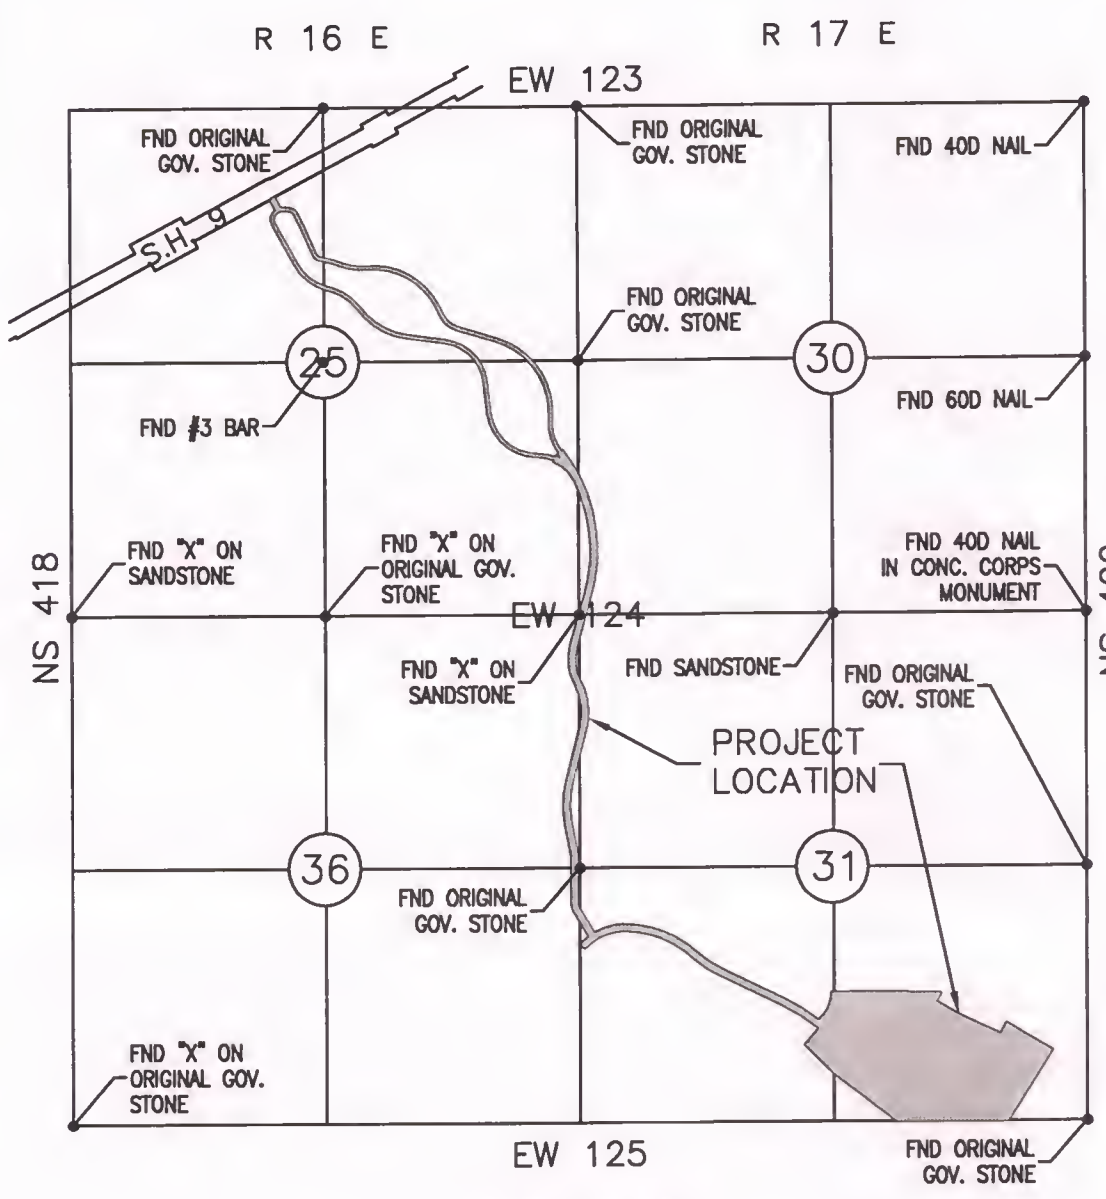 R 16 E
R 17 E
EW 123
FND ORIGINAL
GOV. STONE
FND ORIGINAL
GOV. STONE
FND 40D NAIL
S.H. 9
FND ORIGINAL
GOV. STONE
25
30
FND #3 BAR
FND 60D NAIL
NS 418
FND "X" ON
SANDSTONE
FND "X" ON
ORIGINAL GOV.
STONE
FND 40D NAIL
IN CONC. CORPS
MONUMENT
EW 124
FND "X" ON
SANDSTONE
FND SANDSTONE
FND ORIGINAL
GOV. STONE
PROJECT
LOCATION
36
31
FND ORIGINAL
GOV. STONE
FND "X" ON
ORIGINAL GOV.
STONE
EW 125
FND ORIGINAL
GOV. STONE